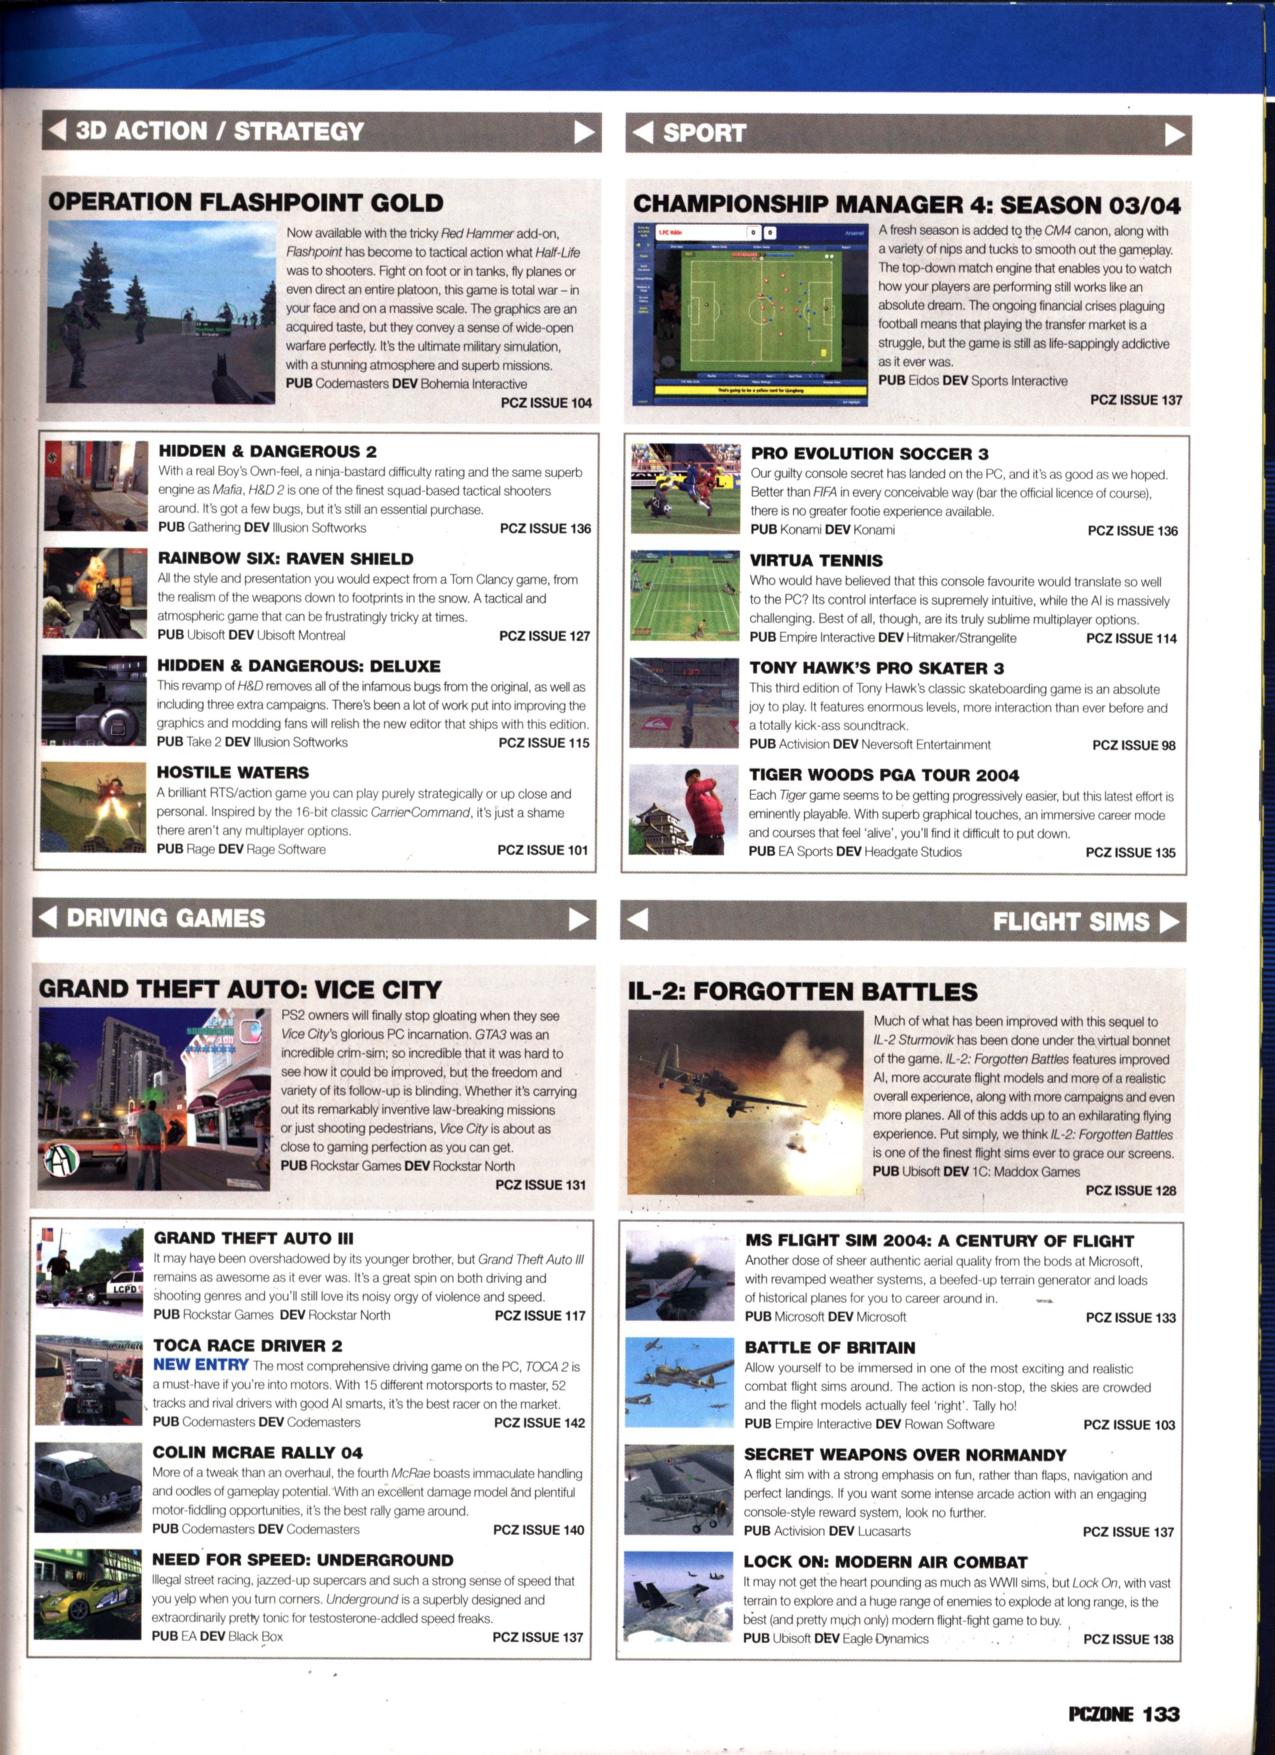 3D ACTION / STRATEGY
OPERATION FLASHPOINT GOLD
Now available with the tricky Red Hammer add-on,
Flashpoint has become to tactical action what Half-Life
was to shooters. Fight on foot or in tanks, fly planes or
even direct an entire platoon, this game is total war – in
your face and on a massive scale. The graphics are an
acquired taste, but they convey a sense of wide-open
warfare perfectly. It's the ultimate military simulation,
with a stunning atmosphere and superb missions.
PUB Codemasters DEV Bohemia Interactive
PCZ ISSUE 104
HIDDEN & DANGEROUS 2
With a real Boy's Own-feel, a ninja-bastard difficulty rating and the same superb
engine as Mafia, H&D 2 is one of the finest squad-based tactical shooters
around. It's got a few bugs, but it's still an essential purchase.
PUB Gathering DEV Illusion Softworks PCZ ISSUE 136
RAINBOW SIX: RAVEN SHIELD
All the style and presentation you would expect from a Tom Clancy game, from
the realism of the weapons down to footprints in the snow. A tactical and
atmospheric game that can be frustratingly tricky at times.
PUB Ubisoft DEV Ubisoft Montreal PCZ ISSUE 127
HIDDEN & DANGEROUS: DELUXE
This revamp of H&D removes all of the infamous bugs from the original, as well as
including three extra campaigns. There's been a lot of work put into improving the
graphics and modding fans will relish the new editor that ships with this edition.
PUB Take 2 DEV Illusion Softworks PCZ ISSUE 115
HOSTILE WATERS
A brilliant RTS/action game you can play purely strategically or up close and
personal. Inspired by the 16-bit classic Carrier Command, it's just a shame
there aren't any multiplayer options.
PUB Rage DEV Rage Software PCZ ISSUE 101
SPORT
CHAMPIONSHIP MANAGER 4: SEASON 03/04
1.FC Köln 0 0 Arsenal
That's going to be a yellow card for Ljungberg
A fresh season is added to the CM4 canon, along with
a variety of nips and tucks to smooth out the gameplay.
The top-down match engine that enables you to watch
how your players are performing still works like an
absolute dream. The ongoing financial crises plaguing
football means that playing the transfer market is a
struggle, but the game is still as life-sappingly addictive
as it ever was.
PUB Eidos DEV Sports Interactive
PCZ ISSUE 137
PRO EVOLUTION SOCCER 3
Our guilty console secret has landed on the PC, and it's as good as we hoped.
Better than FIFA in every conceivable way (bar the official licence of course),
there is no greater footie experience available.
PUB Konami DEV Konami PCZ ISSUE 136
VIRTUA TENNIS
Who would have believed that this console favourite would translate so well
to the PC? Its control interface is supremely intuitive, while the AI is massively
challenging. Best of all, though, are its truly sublime multiplayer options.
PUB Empire Interactive DEV Hitmaker/Strangelite PCZ ISSUE 114
TONY HAWK'S PRO SKATER 3
This third edition of Tony Hawk's classic skateboarding game is an absolute
joy to play. It features enormous levels, more interaction than ever before and
a totally kick-ass soundtrack.
PUB Activision DEV Neversoft Entertainment PCZ ISSUE 98
TIGER WOODS PGA TOUR 2004
Each Tiger game seems to be getting progressively easier, but this latest effort is
eminently playable. With superb graphical touches, an immersive career mode
and courses that feel 'alive', you'll find it difficult to put down.
PUB EA Sports DEV Headgate Studios PCZ ISSUE 135
DRIVING GAMES
GRAND THEFT AUTO: VICE CITY
PS2 owners will finally stop gloating when they see
Vice City's glorious PC incarnation. GTA3 was an
incredible crim-sim; so incredible that it was hard to
see how it could be improved, but the freedom and
variety of its follow-up is blinding. Whether it's carrying
out its remarkably inventive law-breaking missions
or just shooting pedestrians, Vice City is about as
close to gaming perfection as you can get.
PUB Rockstar Games DEV Rockstar North
PCZ ISSUE 131
GRAND THEFT AUTO III
LCPD
It may have been overshadowed by its younger brother, but Grand Theft Auto III
remains as awesome as it ever was. It's a great spin on both driving and
shooting genres and you'll still love its noisy orgy of violence and speed.
PUB Rockstar Games DEV Rockstar North PCZ ISSUE 117
TOCA RACE DRIVER 2
NEW ENTRY The most comprehensive driving game on the PC, TOCA 2 is
a must-have if you're into motors. With 15 different motorsports to master, 52
tracks and rival drivers with good AI smarts, it's the best racer on the market.
PUB Codemasters DEV Codemasters PCZ ISSUE 142
COLIN MCRAE RALLY 04
More of a tweak than an overhaul, the fourth McRae boasts immaculate handling
and oodles of gameplay potential. With an excellent damage model and plentiful
motor-fiddling opportunities, it's the best rally game around.
PUB Codemasters DEV Codemasters PCZ ISSUE 140
NEED FOR SPEED: UNDERGROUND
Illegal street racing, jazzed-up supercars and such a strong sense of speed that
you yelp when you turn corners. Underground is a superbly designed and
extraordinarily pretty tonic for testosterone-addled speed freaks.
PUB EA DEV Black Box PCZ ISSUE 137
FLIGHT SIMS
IL-2: FORGOTTEN BATTLES
Much of what has been improved with this sequel to
IL-2 Sturmovik has been done under the virtual bonnet
of the game. IL-2: Forgotten Battles features improved
AI, more accurate flight models and more of a realistic
overall experience, along with more campaigns and even
more planes. All of this adds up to an exhilarating flying
experience. Put simply, we think IL-2: Forgotten Battles
is one of the finest flight sims ever to grace our screens.
PUB Ubisoft DEV 1C: Maddox Games
PCZ ISSUE 128
MS FLIGHT SIM 2004: A CENTURY OF FLIGHT
Another dose of sheer authentic aerial quality from the bods at Microsoft,
with revamped weather systems, a beefed-up terrain generator and loads
of historical planes for you to career around in.
PUB Microsoft DEV Microsoft PCZ ISSUE 133
BATTLE OF BRITAIN
Allow yourself to be immersed in one of the most exciting and realistic
combat flight sims around. The action is non-stop, the skies are crowded
and the flight models actually feel 'right'. Tally ho!
PUB Empire Interactive DEV Rowan Software PCZ ISSUE 103
SECRET WEAPONS OVER NORMANDY
A flight sim with a strong emphasis on fun, rather than flaps, navigation and
perfect landings. If you want some intense arcade action with an engaging
console-style reward system, look no further.
PUB Activision DEV Lucasarts PCZ ISSUE 137
LOCK ON: MODERN AIR COMBAT
It may not get the heart pounding as much as WWII sims, but Lock On, with vast
terrain to explore and a huge range of enemies to explode at long range, is the
best (and pretty much only) modern flight-fight game to buy.
PUB Ubisoft DEV Eagle Dynamics PCZ ISSUE 138
PCZONE 133